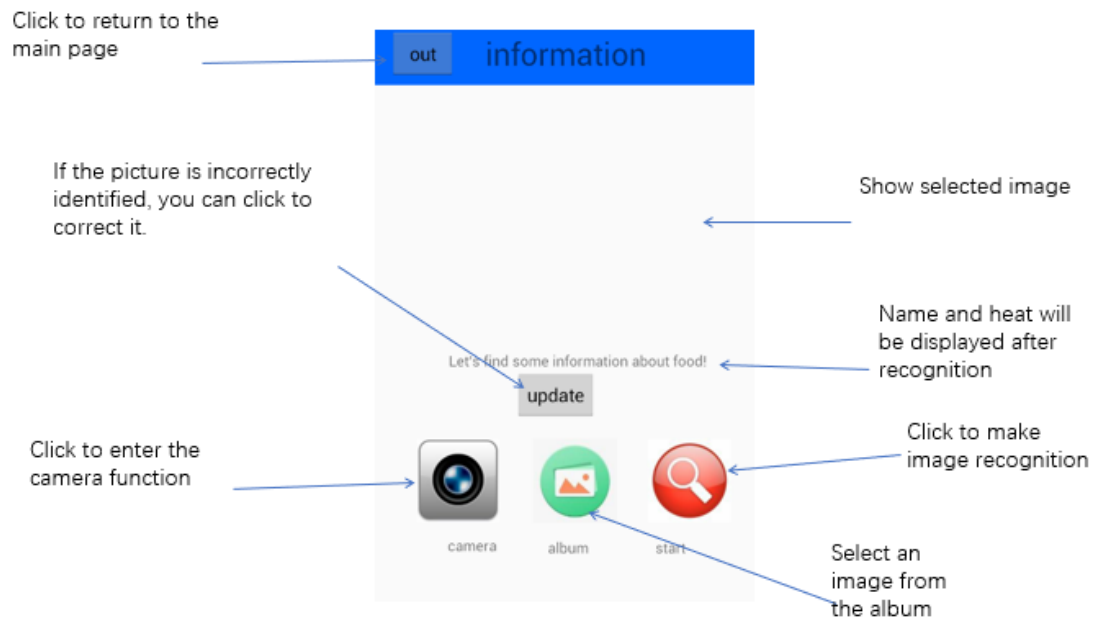 Click to return to the
main page
out
information
If the picture is incorrectly
identified, you can click to
correct it.
Show selected image
Name and heat will
be displayed after
recognition
Let's find some information about food!
update
Click to enter the
camera function
Click to make
image recognition
camera
album
start
Select an
image from
the album